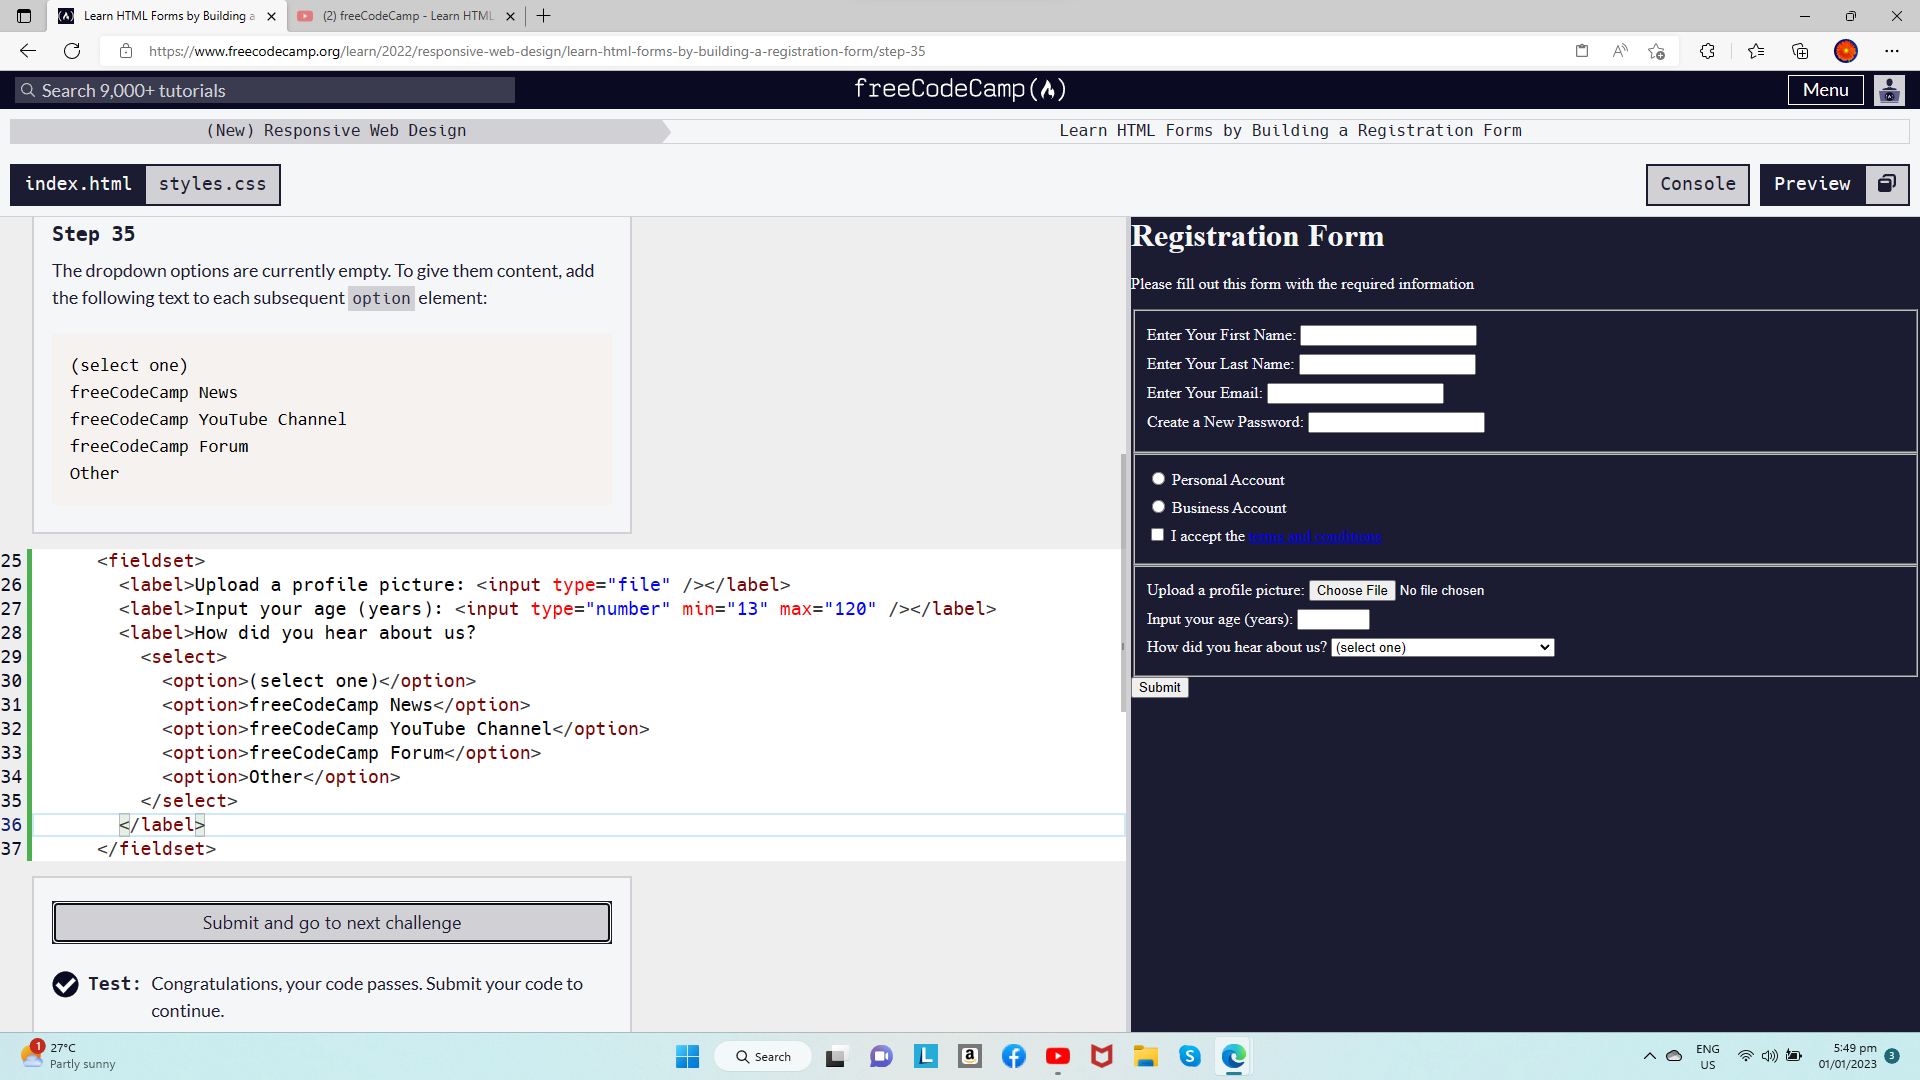 Learn HTML Forms by Building a
(2) freeCodeCamp - Learn HTML
https://www.freecodecamp.org/learn/2022/responsive-web-design/learn-html-forms-by-building-a-registration-form/step-35
Search 9,000+ tutorials
freeCodeCamp
Menu
(New) Responsive Web Design
Learn HTML Forms by Building a Registration Form
index.html
styles.css
Console
Preview
Step 35
The dropdown options are currently empty. To give them content, add
the following text to each subsequent option element:
(select one)
freeCodeCamp News
freeCodeCamp YouTube Channel
freeCodeCamp Forum
Other
25 <fieldset>
26 <label>Upload a profile picture: <input type="file" /></label>
27 <label>Input your age (years): <input type="number" min="13" max="120" /></label>
28 <label>How did you hear about us?
29 <select>
30 <option>(select one)</option>
31 <option>freeCodeCamp News</option>
32 <option>freeCodeCamp YouTube Channel</option>
33 <option>freeCodeCamp Forum</option>
34 <option>Other</option>
35 </select>
36 </label>
37 </fieldset>
Submit and go to next challenge
Test: Congratulations, your code passes. Submit your code to
continue.
Registration Form
Please fill out this form with the required information
Enter Your First Name:
Enter Your Last Name:
Enter Your Email:
Create a New Password:
Personal Account
Business Account
I accept the terms and conditions
Upload a profile picture: Choose File No file chosen
Input your age (years):
How did you hear about us? (select one)
Submit
1
27°C
Partly sunny
Search
L
a
S
ENG
US
5:49 pm
01/01/2023
3